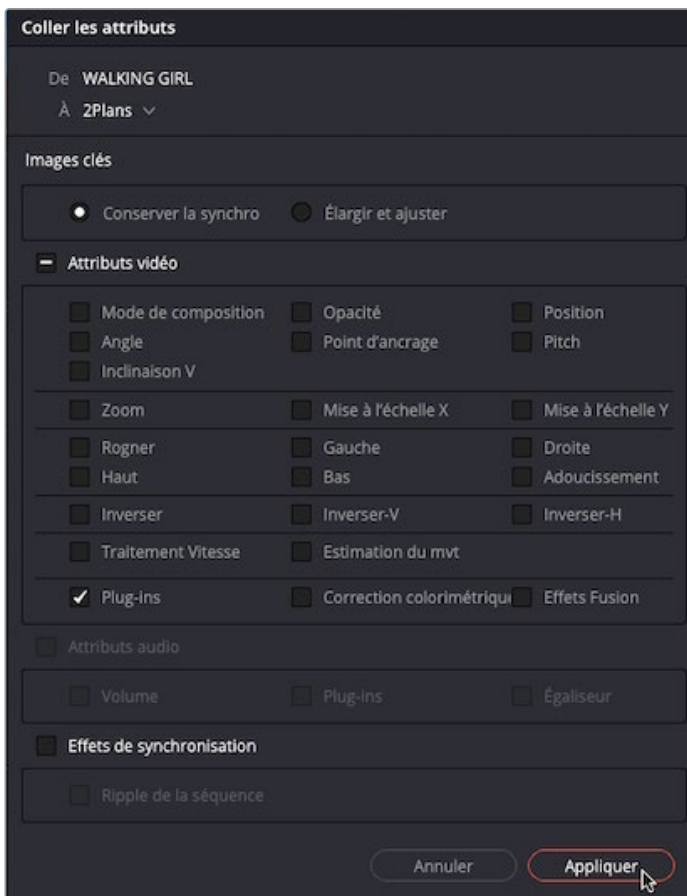 Coller les attributs
De WALKING GIRL
À 2Plans
Images clés
Conserver la synchro Élargir et ajuster
Attributs vidéo
Mode de composition Opacité Position
Angle Point d'ancrage Pitch
Inclinaison V
Zoom Mise à l'échelle X Mise à l'échelle Y
Rogner Gauche Droite
Haut Bas Adoucissement
Inverser Inverser-V Inverser-H
Traitement Vitesse Estimation du mvt
Plug-ins Correction colorimétrique Effets Fusion
Attributs audio
Volume Plug-ins Égaliseur
Effets de synchronisation
Ripple de la séquence
Annuler Appliquer